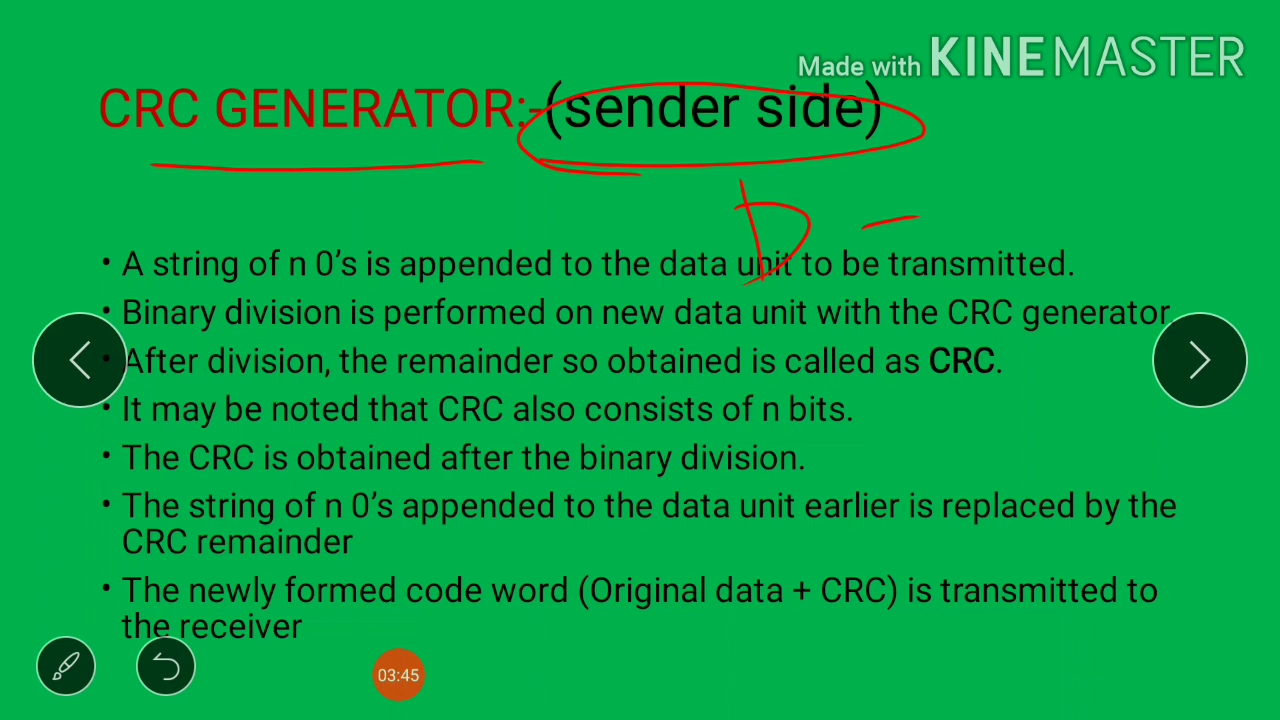 Made with KINEMASTER
CRC GENERATOR:-(sender side)
D -
• A string of n 0’s is appended to the data unit to be transmitted.
• Binary division is performed on new data unit with the CRC generator
• After division, the remainder so obtained is called as CRC.
• It may be noted that CRC also consists of n bits.
• The CRC is obtained after the binary division.
• The string of n 0’s appended to the data unit earlier is replaced by the
CRC remainder
• The newly formed code word (Original data + CRC) is transmitted to
the receiver
03:45